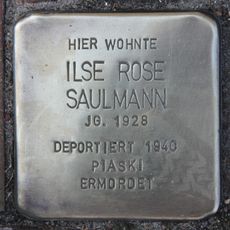 HIER WOHNTE
ILSE ROSE
SAULMANN
JG. 1928
DEPORTIERT 1940
PIASKI
ERMORDET